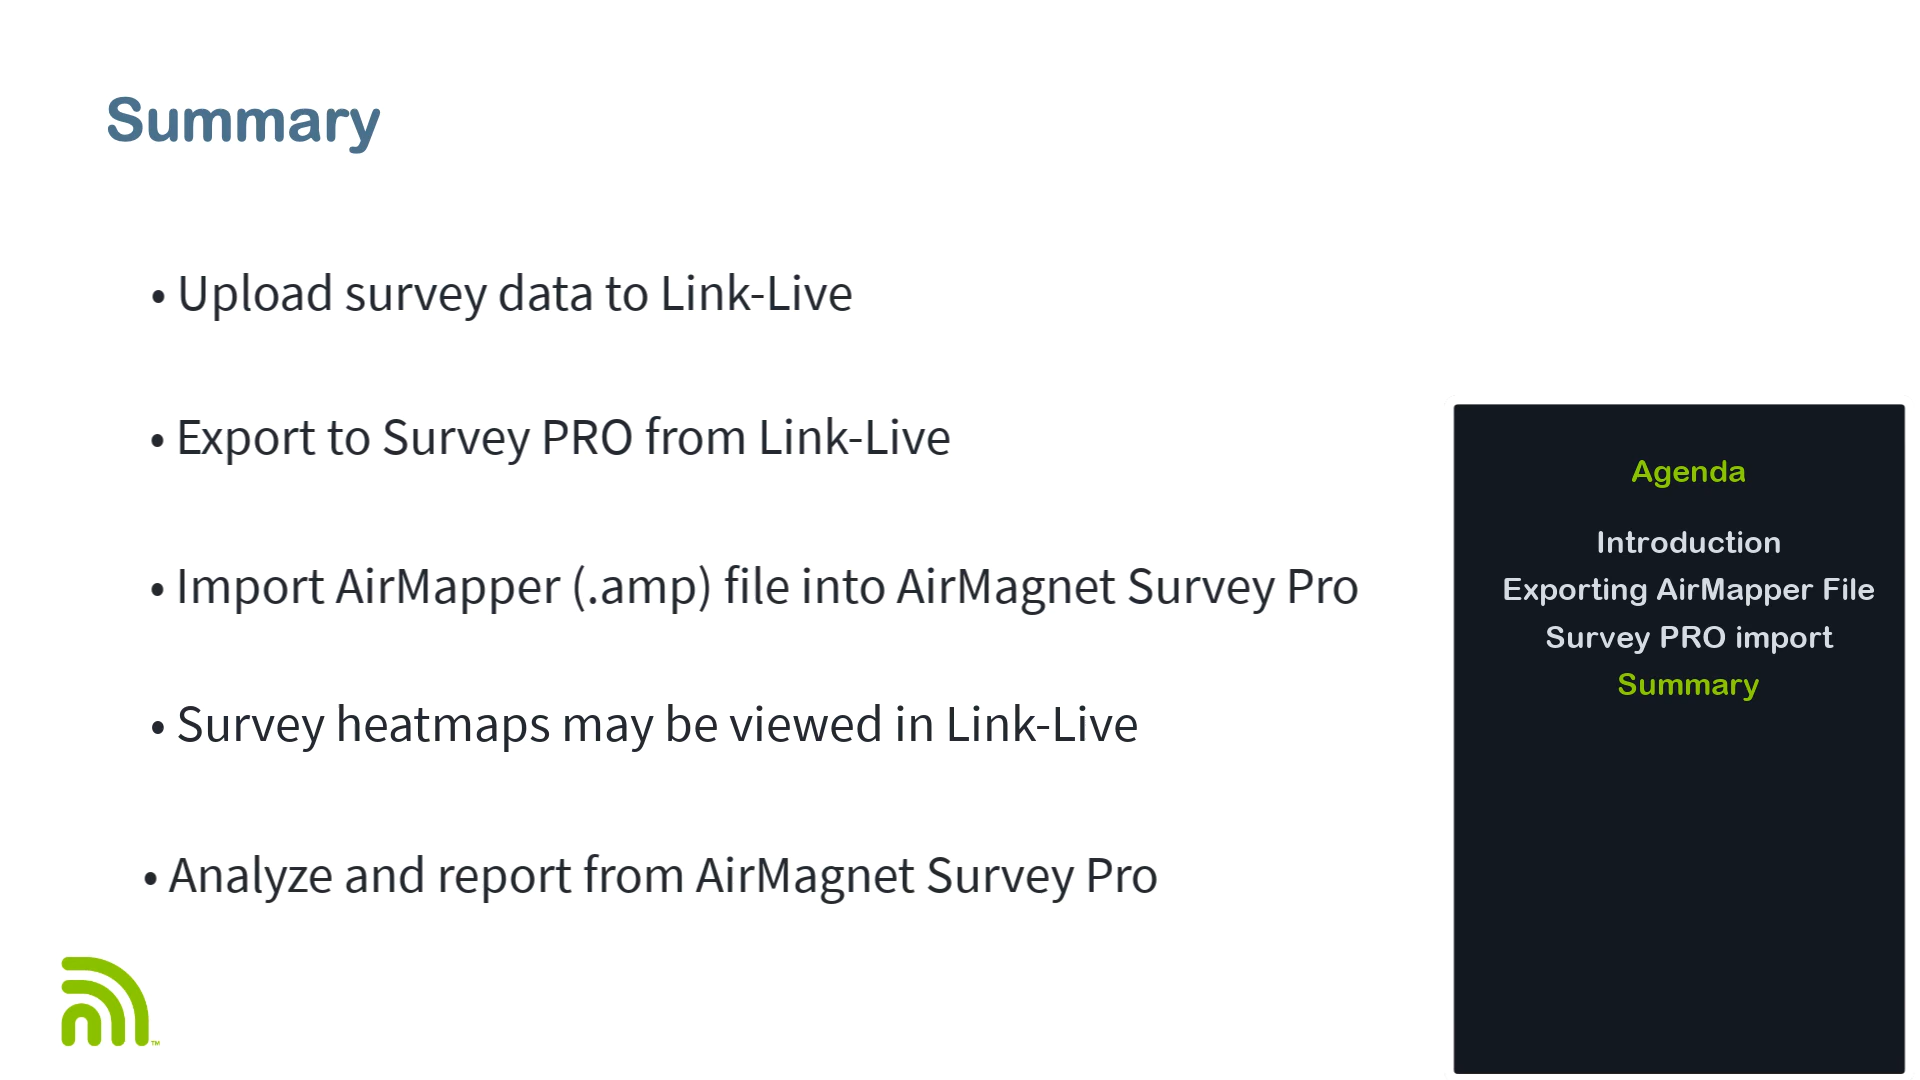 Summary
• Upload survey data to Link-Live
• Export to Survey PRO from Link-Live
• Import AirMapper (.amp) file into AirMagnet Survey Pro
• Survey heatmaps may be viewed in Link-Live
• Analyze and report from AirMagnet Survey Pro
Agenda
Introduction
Exporting AirMapper File
Survey PRO import
Summary
TM